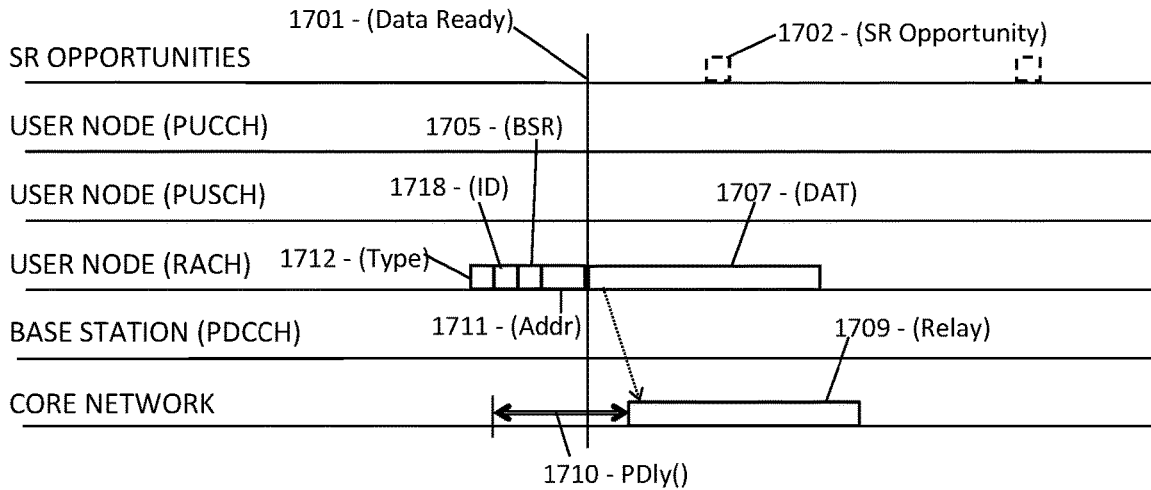 1701 - (Data Ready)
1702 - (SR Opportunity)
SR OPPORTUNITIES
USER NODE (PUCCH)
1705 - (BSR)
USER NODE (PUSCH)
1718 - (ID)
1707 - (DAT)
USER NODE (RACH)
1712 - (Type)
1711 - (Addr)
BASE STATION (PDCCH)
1709 - (Relay)
CORE NETWORK
1710 - PDly()